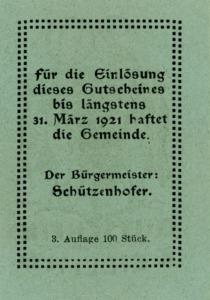 Für die Einlösung
dieses Gutscheines
bis längstens
31. März 1921 haftet
die Gemeinde.
Der Bürgermeister:
Schützenhofer.
3. Auflage 100 Stück.